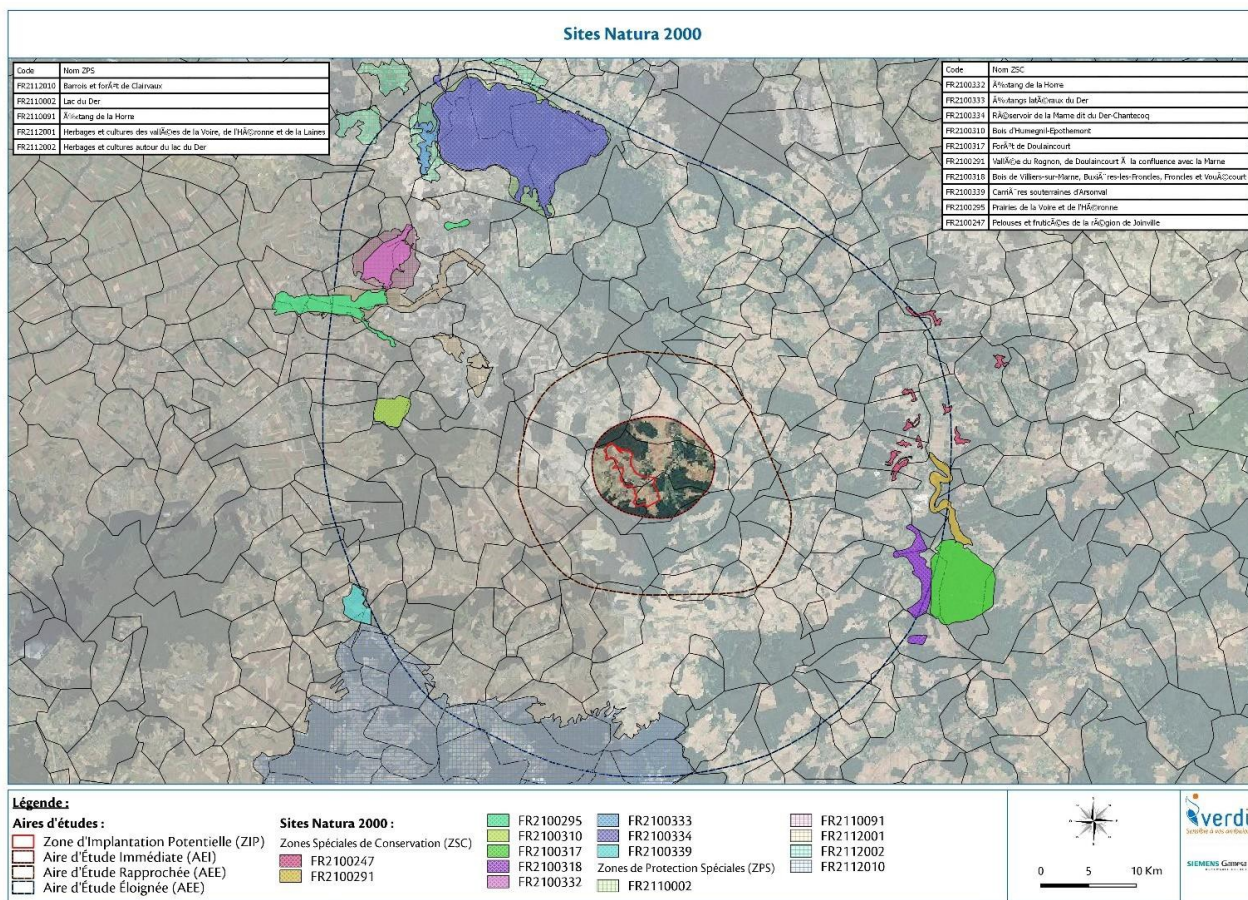 Sites Natura 2000
Code Nom ZPS
FR2112010 Barrois et forÃªt de Clairvaux
FR2110002 Lac du Der
FR2110091 Ã‰tang de la Horre
FR2112001 Herbages et cultures des vallÃ©es de la Voire, de l'HÃ©ronne et de la Laines
FR2112002 Herbages et cultures autour du lac du Der
Code Nom ZSC
FR2100332 Ã‰tang de la Horre
FR2100333 Ã‰tangs latÃ©raux du Der
FR2100334 RÃ©servoir de la Marne dit du Der-Chantecoq
FR2100310 Bois d'Humegnil-Epothemont
FR2100317 ForÃªt de Doulaincourt
FR2100291 VallÃ©e du Rognon, de Doulaincourt Ã la confluence avec la Marne
FR2100318 Bois de Villiers-sur-Marne, BuxiÃ¨res-les-Froncles, Froncles et VouÃ©court
FR2100339 CarriÃ¨res souterraines d'Arsonval
FR2100295 Prairies de la Voire et de l'HÃ©ronne
FR2100247 Pelouses et fruticÃ©es de la rÃ©gion de Joinville
Légende :
Aires d'études :
Zone d'Implantation Potentielle (ZIP)
Aire d'Étude Immédiate (AEI)
Aire d'Étude Rapprochée (AEE)
Aire d'Étude Éloignée (AEE)
Sites Natura 2000 :
Zones Spéciales de Conservation (ZSC)
FR2100247
FR2100291
FR2100295
FR2100310
FR2100317
FR2100318
FR2100332
FR2100333
FR2100334
FR2100339
Zones de Protection Spéciales (ZPS)
FR2110002
FR2110091
FR2112001
FR2112002
FR2112010
0 5 10 Km
verdi
SIEMENS Gamesa